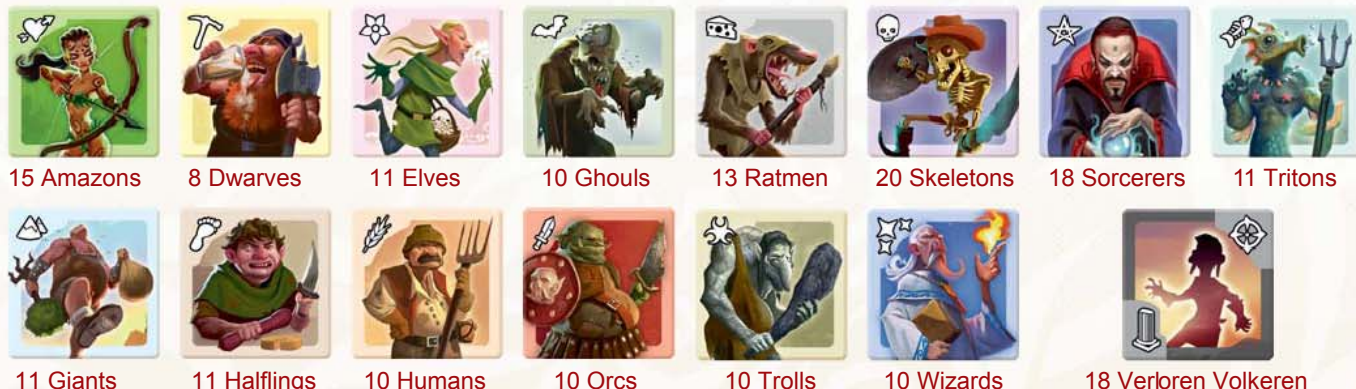 15 Amazons
8 Dwarves
11 Elves
10 Ghouls
13 Ratmen
20 Skeletons
18 Sorcerers
11 Tritons
11 Giants
11 Halflings
10 Humans
10 Orcs
10 Trolls
10 Wizards
18 Verloren Volkeren